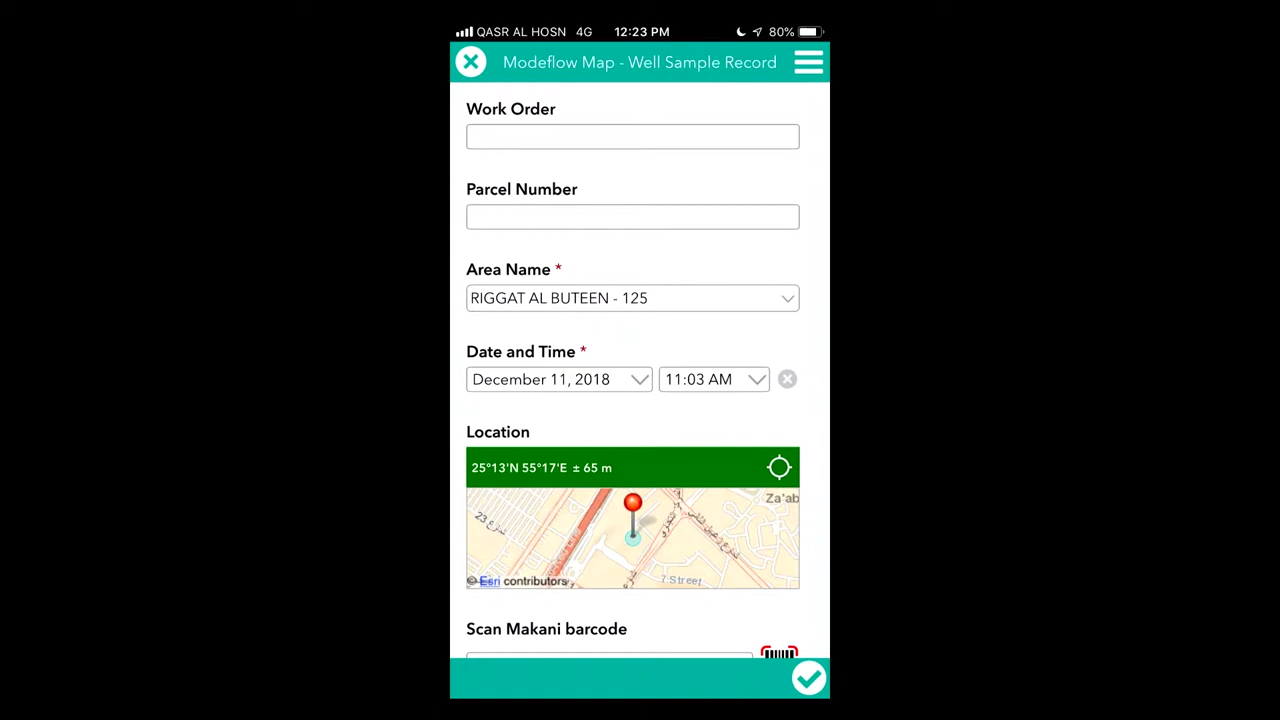 QASR AL HOSN 4G 12:23 PM 80%
Modeflow Map - Well Sample Record
Work Order
Parcel Number
Area Name *
RIGGAT AL BUTEEN - 125
Date and Time *
December 11, 2018 11:03 AM
Location
25°13'N 55°17'E ± 65 m
Za'ab
23
7 Street
© Esri contributors
Scan Makani barcode